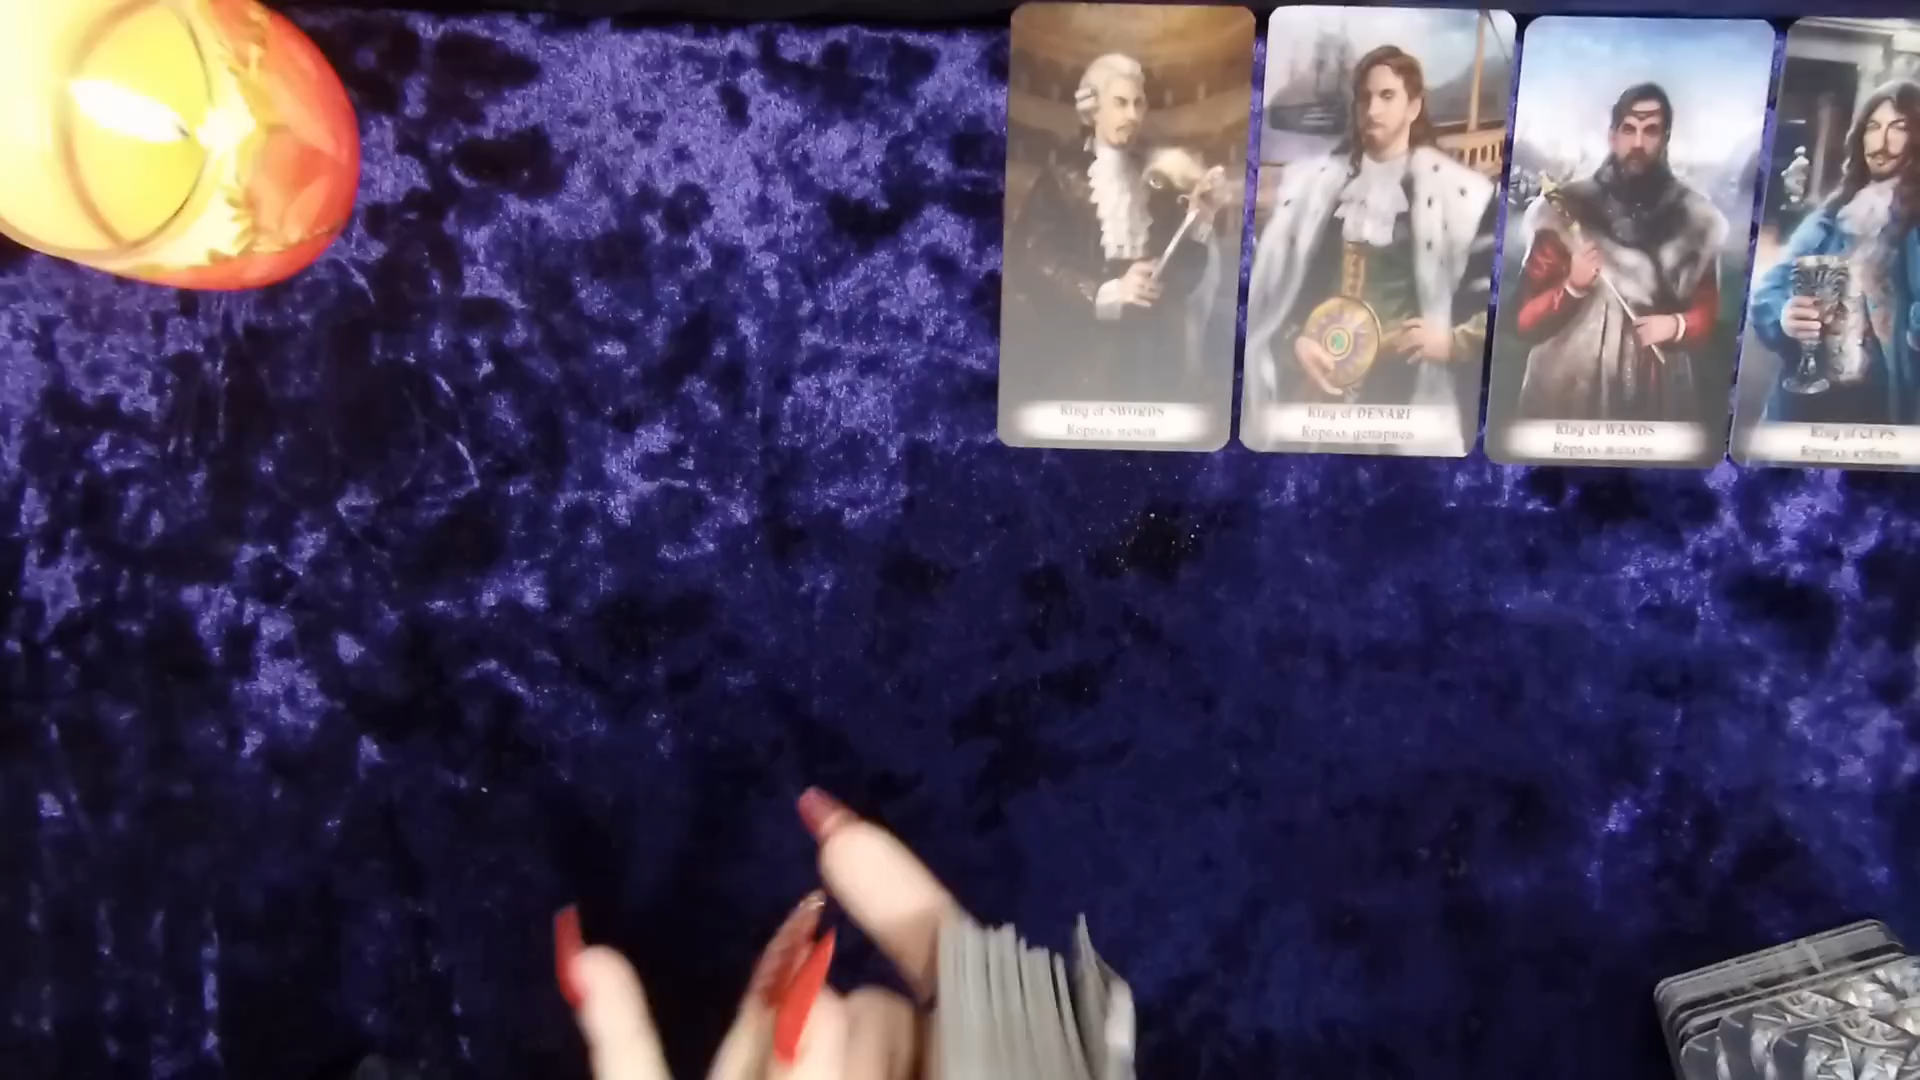 King of SWORDS
Король мечей
King of DENARI
Король денариев
King of WANDS
Король жезлов
King of CUPS
Король кубков